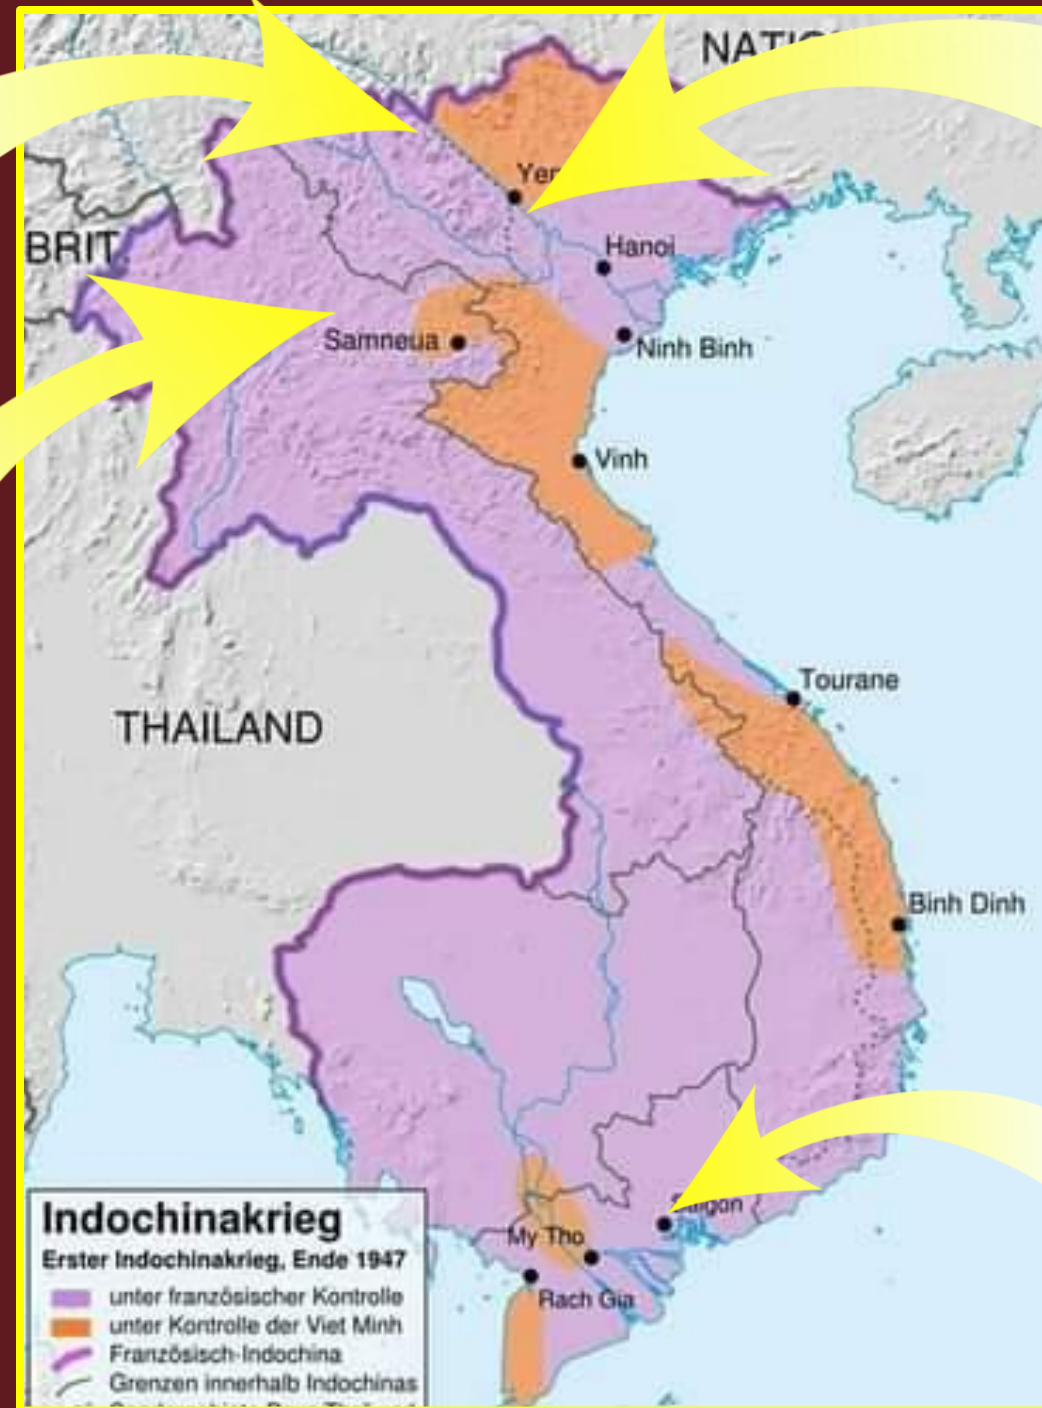 BRIT.
Hanoi
Samneua
Ninh Binh
Vinh
Tourane
THAILAND
Binh Dinh
My Tho
Rach Gia
Indochinakrieg
Erster Indochinakrieg, Ende 1947
unter französischer Kontrolle
unter Kontrolle der Viet Minh
Französisch-Indochina
Grenzen innerhalb Indochinas